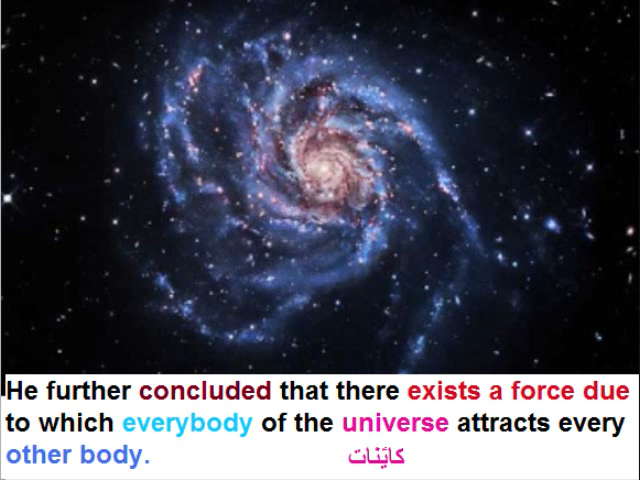 He further concluded that there exists a force due
to which everybody of the universe attracts every
other body.
کائنات